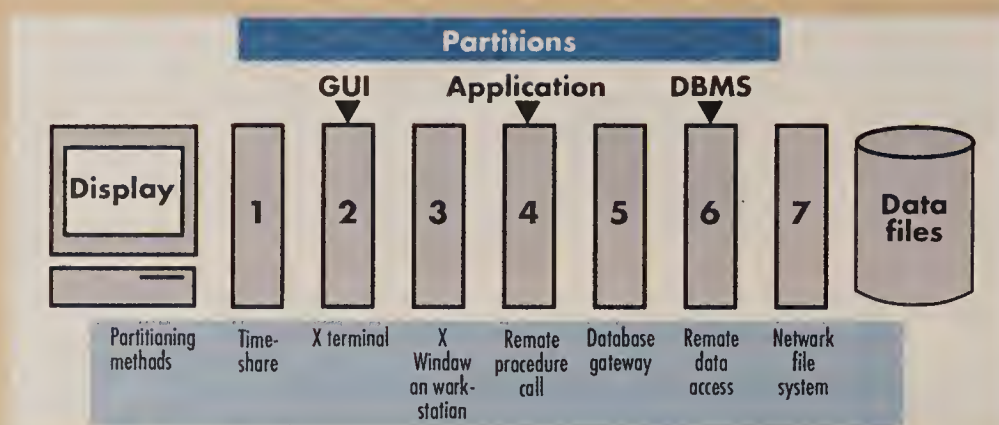 Partitions
GUI Application DBMS
Display 1 2 3 4 5 6 7 Data
files
Partitioning
methods
Time-
share
X terminal
X
Window
on work-
station
Remote
procedure
call
Database
gateway
Remote
data
access
Network
file
system